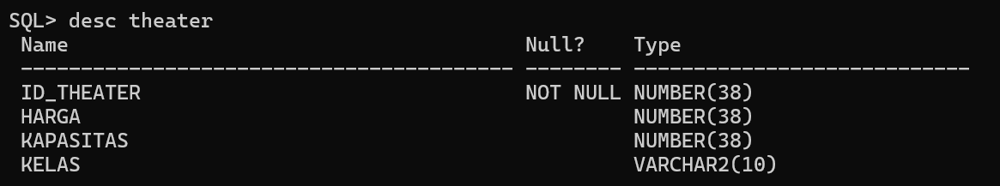 SQL> desc theater
Name                                      Null?    Type
----------------------------------------- -------- ----------------------------
ID_THEATER                                NOT NULL NUMBER(38)
HARGA                                              NUMBER(38)
KAPASITAS                                          NUMBER(38)
KELAS                                              VARCHAR2(10)